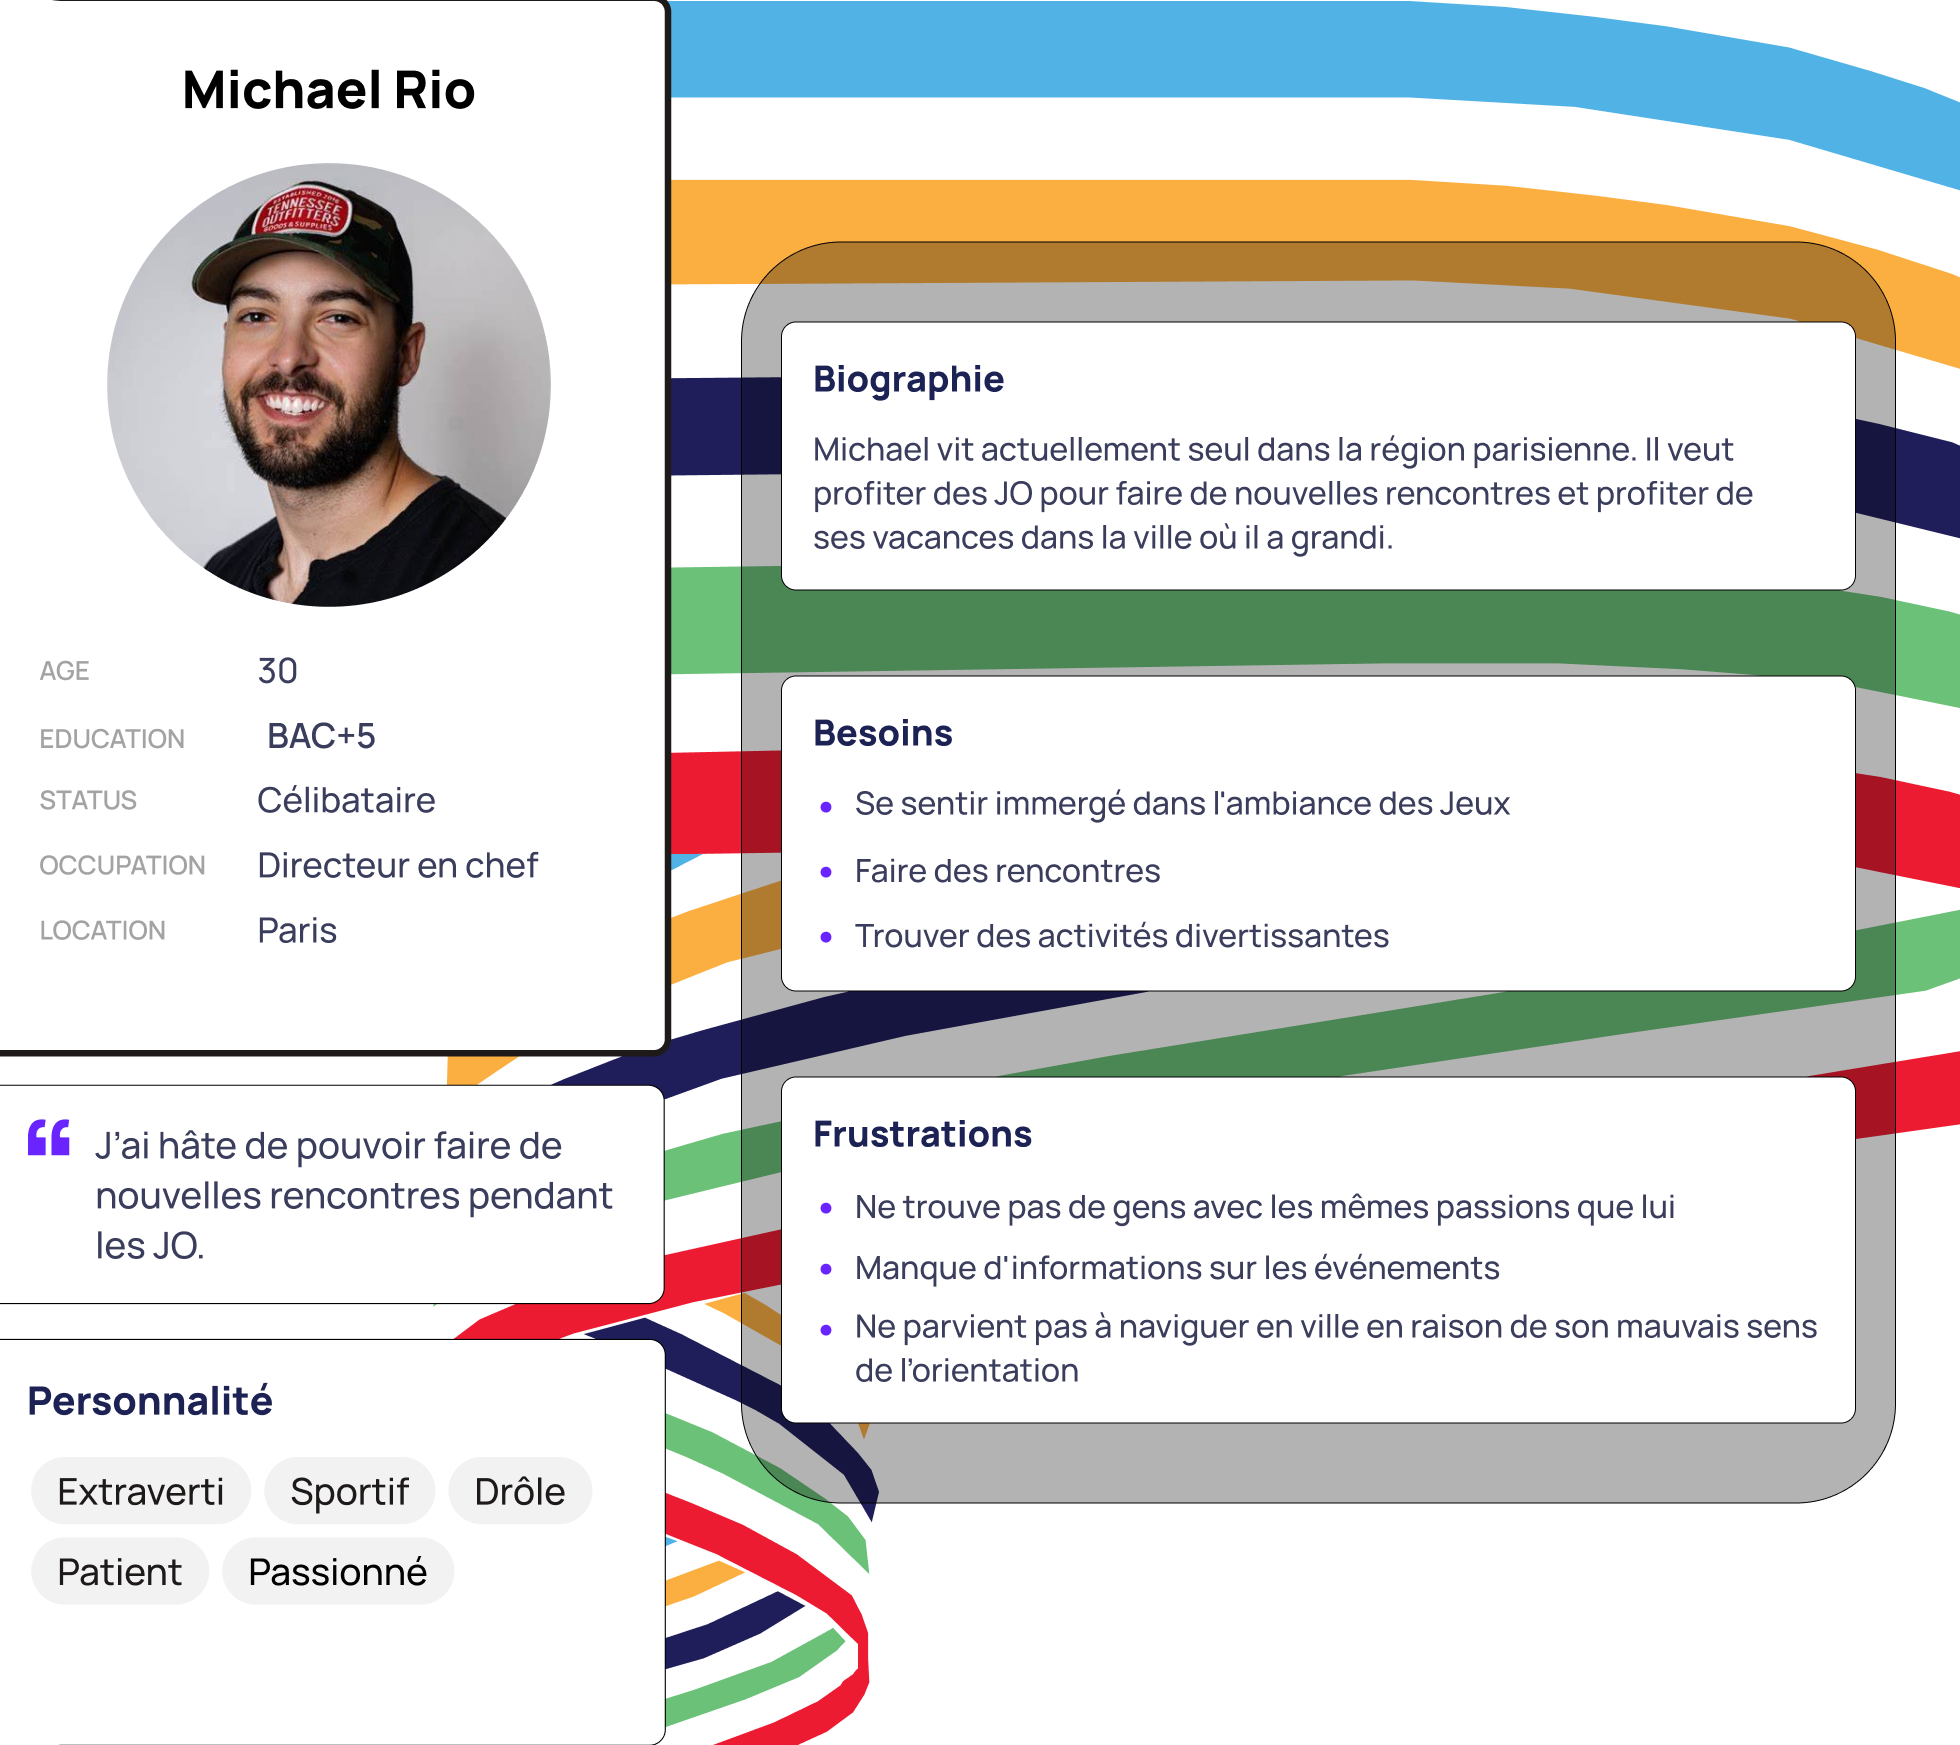 Michael Rio
ESTABLISHED 2016
TENNESSEE
OUTFITTERS
GOODS & SUPPLIES
AGE 30
EDUCATION BAC+5
STATUS Célibataire
OCCUPATION Directeur en chef
LOCATION Paris
“ J’ai hâte de pouvoir faire de
nouvelles rencontres pendant
les JO.
Personnalité
Extraverti Sportif Drôle
Patient Passionné
Biographie
Michael vit actuellement seul dans la région parisienne. Il veut
profiter des JO pour faire de nouvelles rencontres et profiter de
ses vacances dans la ville où il a grandi.
Besoins
• Se sentir immergé dans l'ambiance des Jeux
• Faire des rencontres
• Trouver des activités divertissantes
Frustrations
• Ne trouve pas de gens avec les mêmes passions que lui
• Manque d'informations sur les événements
• Ne parvient pas à naviguer en ville en raison de son mauvais sens
de l’orientation